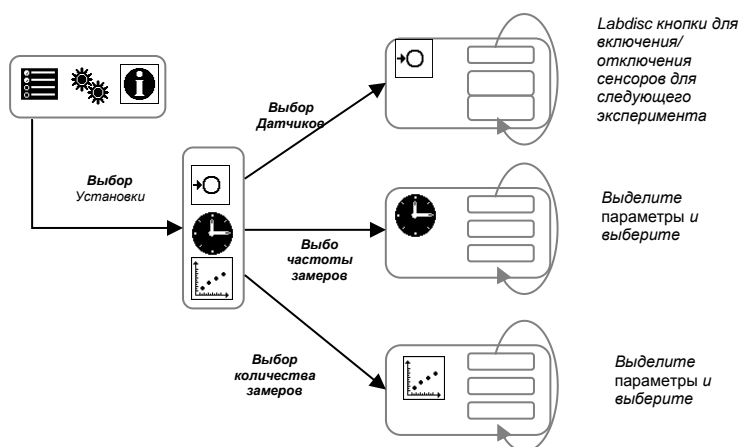 Labdisc кнопки для
включения/
отключения
сенсоров для
следующего
эксперимента
Выбор
Датчиков
Выбор
Установки
Выбо
частоты
замеров
Выделите
параметры и
выберите
Выбор
количества
замеров
Выделите
параметры и
выберите